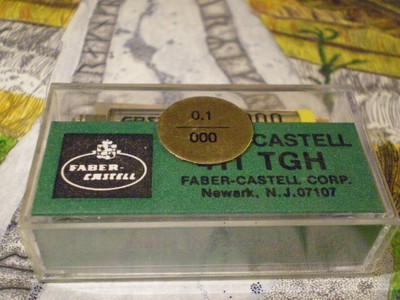 0.1
000
CASTELL
TGH
FABER-CASTELL CORP.
Newark, N.J.07107
FABER-
CASTELL